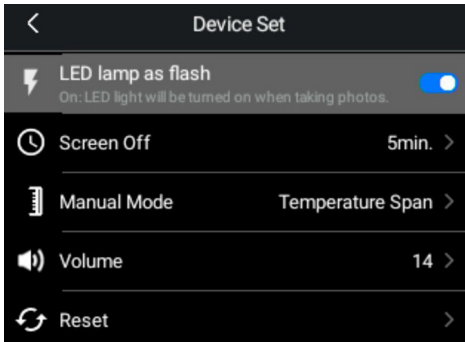 Device Set
LED lamp as flash
On: LED light will be turned on when taking photos.
Screen Off 5min.
Manual Mode Temperature Span
Volume 14
Reset